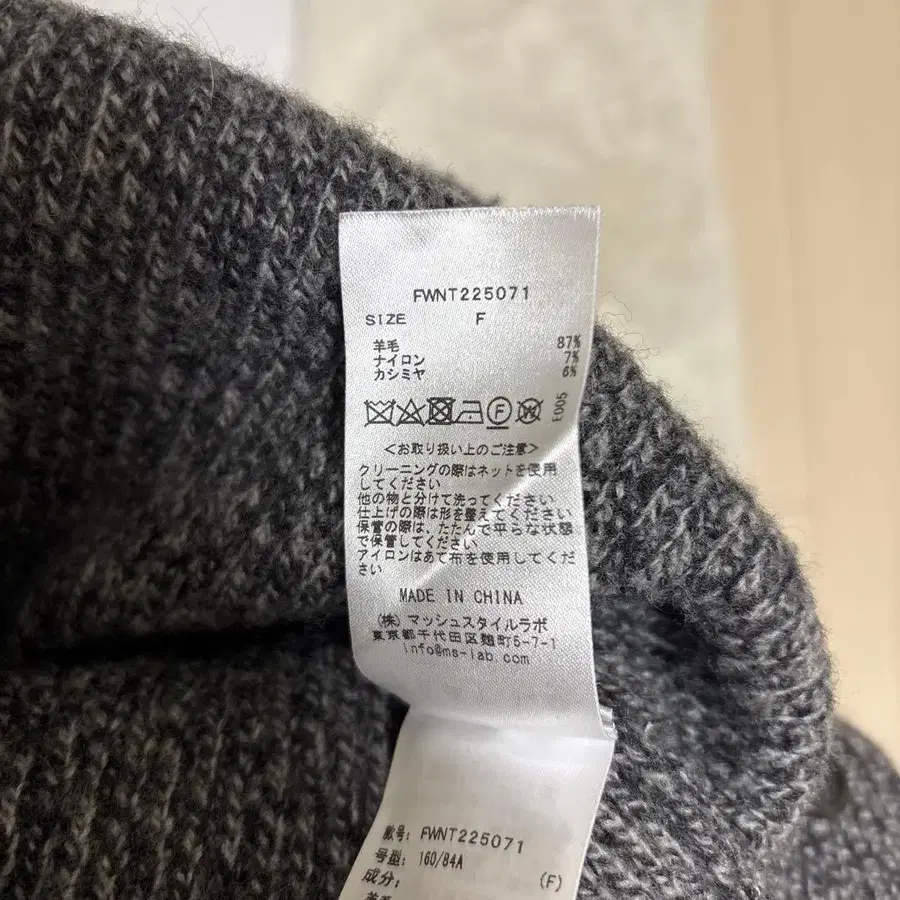 FWNT225071
SIZE F
羊毛 87%
ナイロン 7%
カシミヤ 6%
F W
E005
<お取り扱い上のご注意>
クリーニングの際はネットを使用
してください
他の物と分けて洗ってください
仕上げの際は形を整えてください
保管の際は、たたんで平らな状態
で保管してください
アイロンはあて布を使用してくだ
さい
MADE IN CHINA
(株) マッシュスタイルラボ
東京都千代田区麹町5-7-1
info@ms-lab.com
款号: FWNT225071
号型: 160/84A
成分: (F)